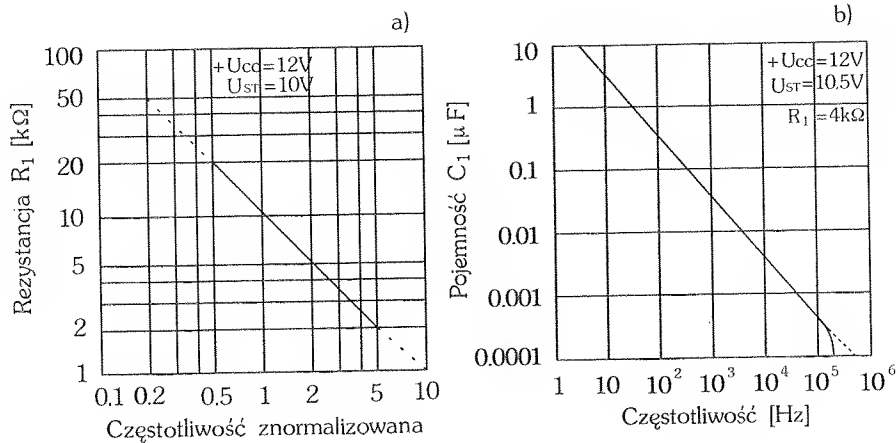 a)
+Ucc=12V
UST=10V
Rezystancja R1 [kΩ]
100
50
20
10
5
2
1
0.1 0.2 0.5 1 2 5 10
Częstotliwość znormalizowana
b)
+Ucc=12V
UST=10.5V
R1=4kΩ
Pojemność C1 [μF]
10
1
0.1
0.01
0.001
0.0001
1 10 10² 10³ 10⁴ 10⁵ 10⁶
Częstotliwość [Hz]